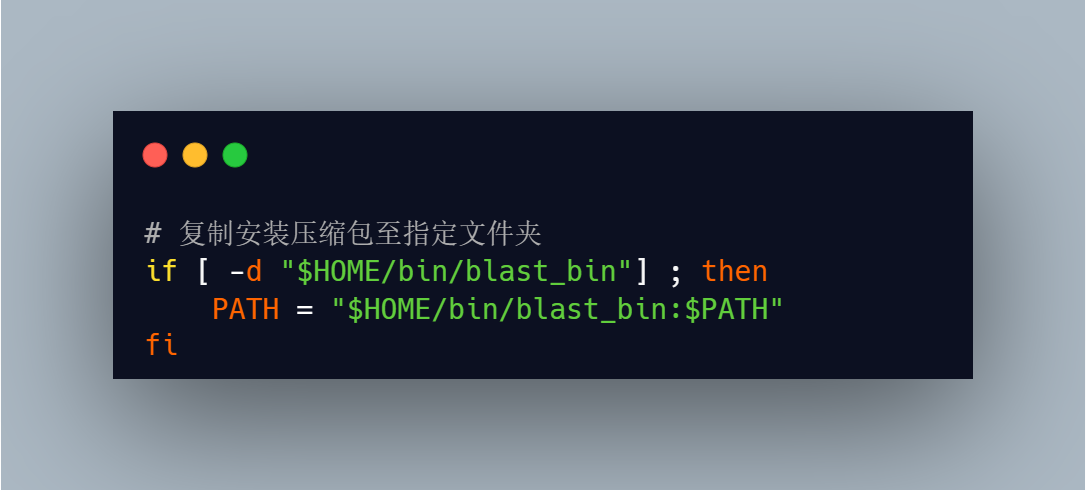 # 复制安装压缩包至指定文件夹
if [ -d "$HOME/bin/blast_bin"] ; then
    PATH = "$HOME/bin/blast_bin:$PATH"
fi